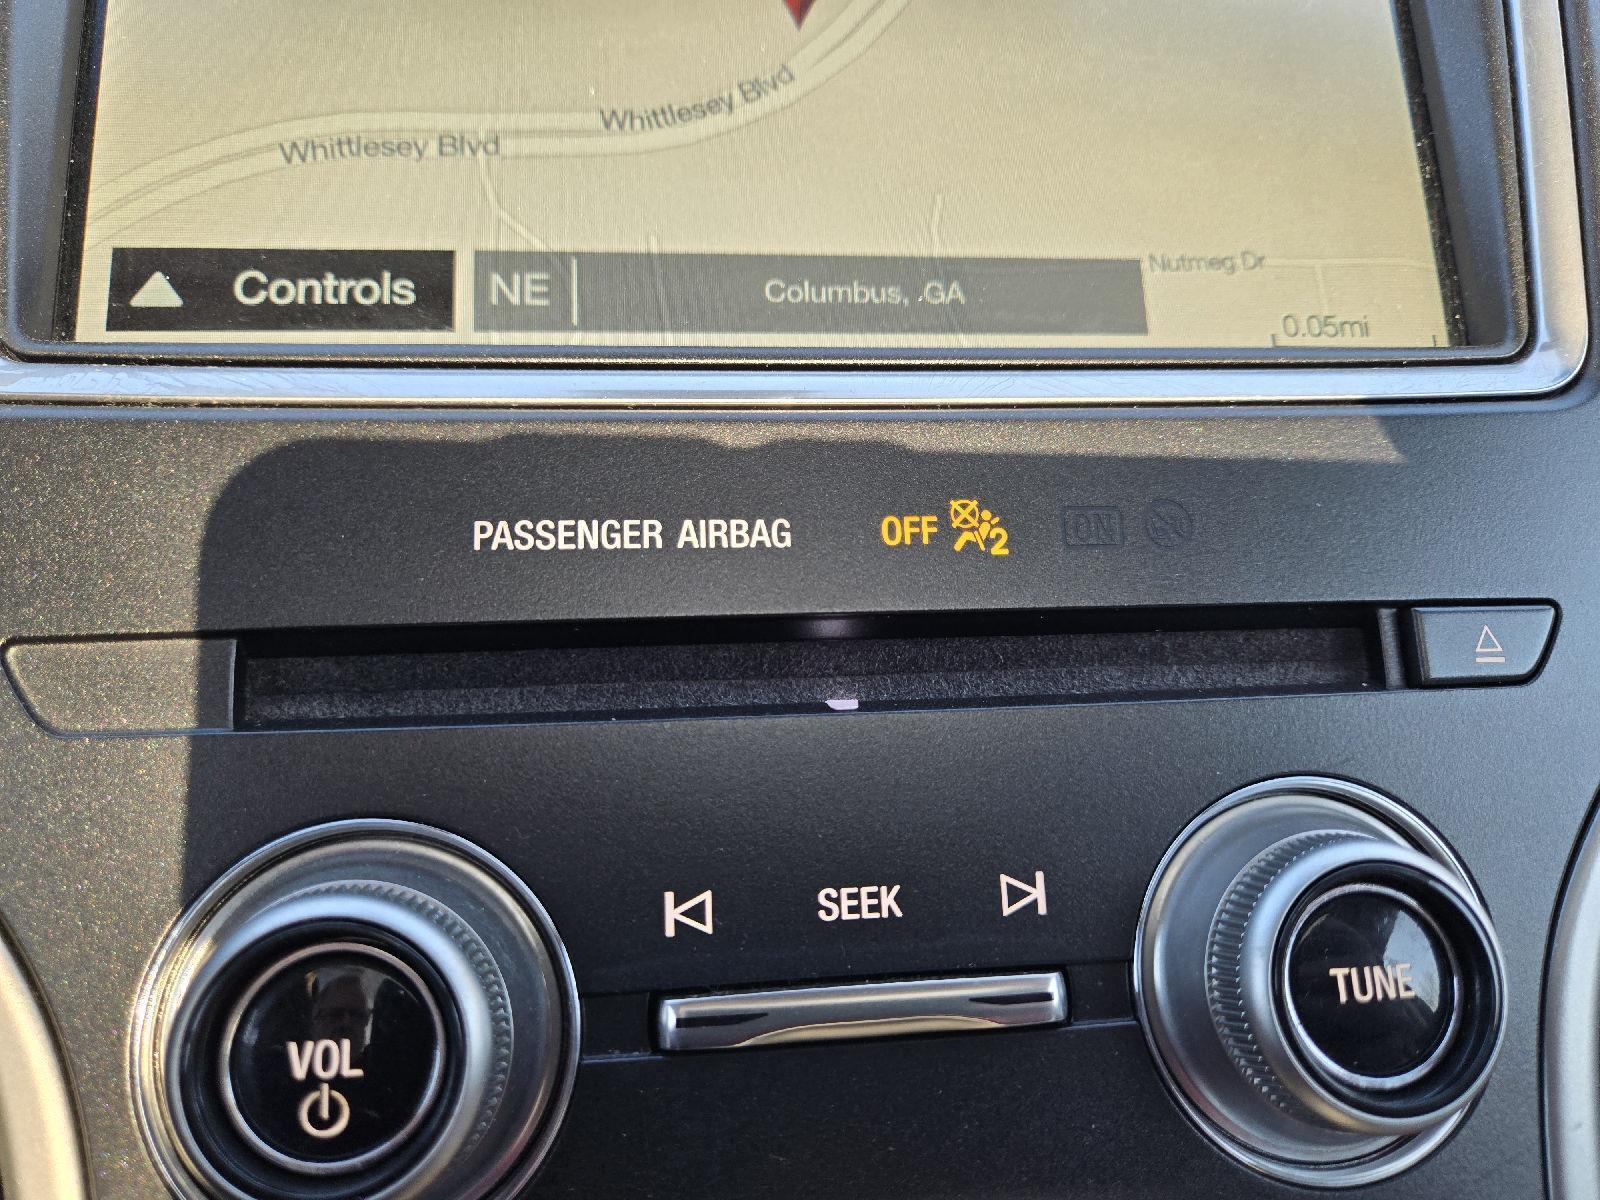 Whittlesey Blvd
Whittlesey Blvd
Controls NE Columbus, GA
Nutmeg Dr
0.05mi
PASSENGER AIRBAG OFF 2 ON
SEEK
TUNE
VOL